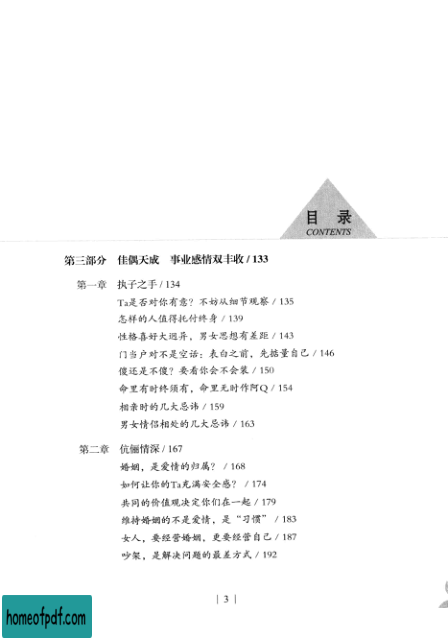 目 录
CONTENTS
第三部分 佳偶天成 事业感情双丰收 / 133
第一章 执子之手 / 134
Ta是否对你有意？不妨从细节观察 / 135
怎样的人值得托付终身 / 139
性格喜好大迥异，男女思想有差距 / 143
门当户对不是空话：表白之前，先掂量自己 / 146
傻还是不傻？要看你会不会装 / 150
命里有时终须有，命里无时作阿Q / 154
相亲时的几大忌讳 / 159
男女情侣相处的几大忌讳 / 163
第二章 伉俪情深 / 167
婚姻，是爱情的归属？ / 168
如何让你的Ta充满安全感？ / 174
共同的价值观决定你们在一起 / 179
维持婚姻的不是爱情，是“习惯” / 183
女人，要经营婚姻，更要经营自己 / 187
吵架，是解决问题的最差方式 / 192
| 3 |
homeofpdf.com